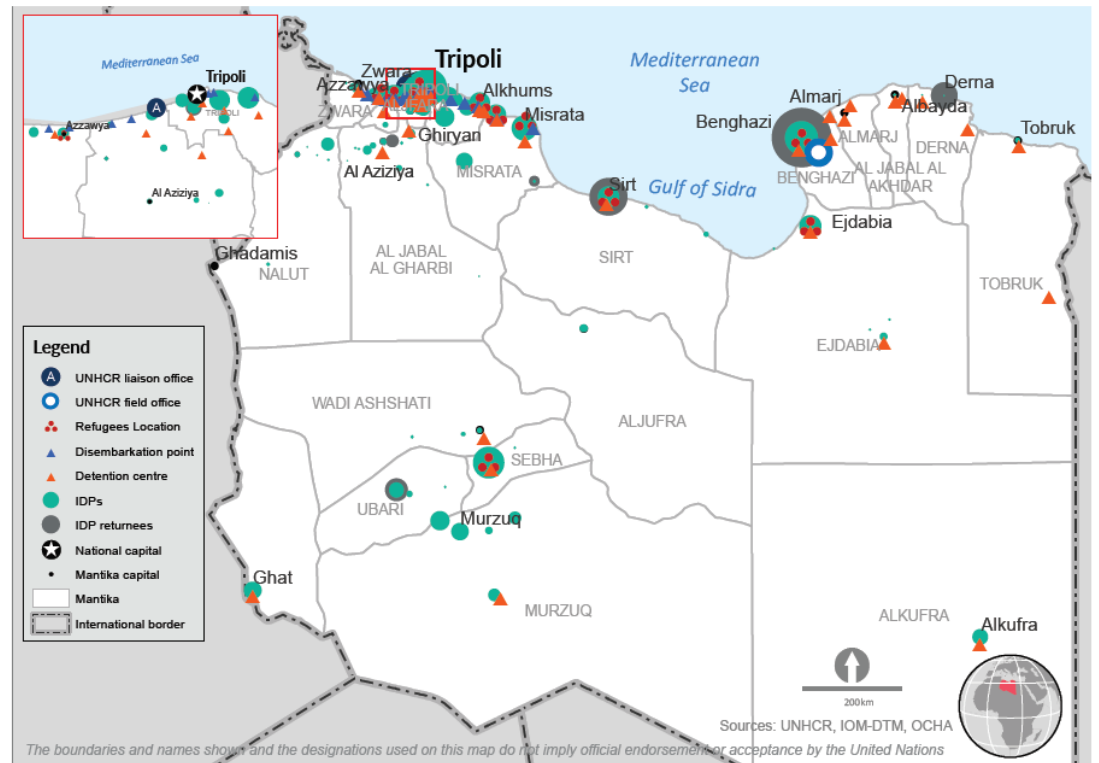 Mediterranean Sea
Tripoli
A
TRIPOLI
Azzawya
Al Aziziya
Tripoli
Zwara
Azzawya
TRIPOLI
ALJFARA
ZWARA
Alkhums
Misrata
Ghiryan
Al Aziziya
MISRATA
Mediterranean
Sea
Gulf of Sidra
Derna
Almarj
Albayda
Benghazi
Tobruk
ALMARJ
DERNA
BENGHAZI
AL JABAL AL
AKHDAR
Sirt
Ejdabia
Ghadamis
NALUT
AL JABAL
AL GHARBI
SIRT
TOBRUK
EJDABIA
WADI ASHSHATI
ALJUFRA
SEBHA
UBARI
Murzuq
Ghat
MURZUQ
ALKUFRA
Alkufra
Legend
A UNHCR liaison office
UNHCR field office
Refugees Location
Disembarkation point
Detention centre
IDPs
IDP returnees
National capital
Mantika capital
Mantika
International border
200km
Sources: UNHCR, IOM-DTM, OCHA
The boundaries and names shown and the designations used on this map do not imply official endorsement or acceptance by the United Nations